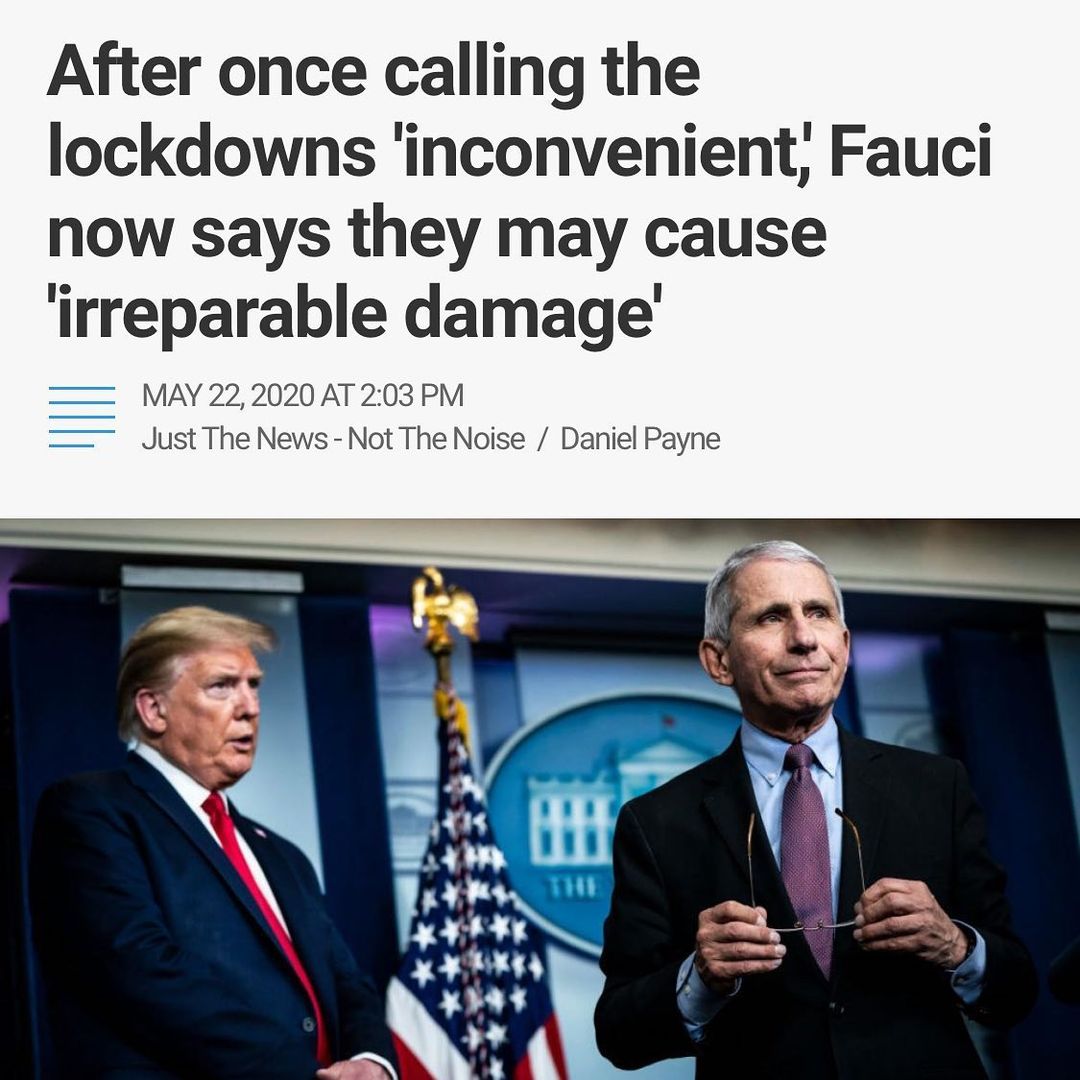 After once calling the
lockdowns 'inconvenient,' Fauci
now says they may cause
'irreparable damage'
MAY 22, 2020 AT 2:03 PM
Just The News - Not The Noise / Daniel Payne
THE